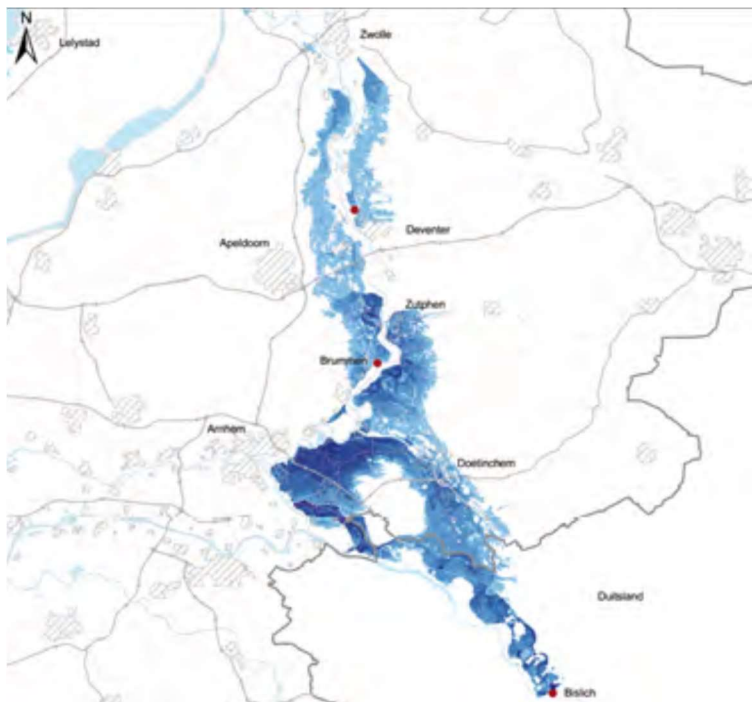 N
Lelystad
Zwolle
Apeldoorn
Deventer
Zutphen
Brummen
Arnhem
Doetinchem
Duitsland
Bislich